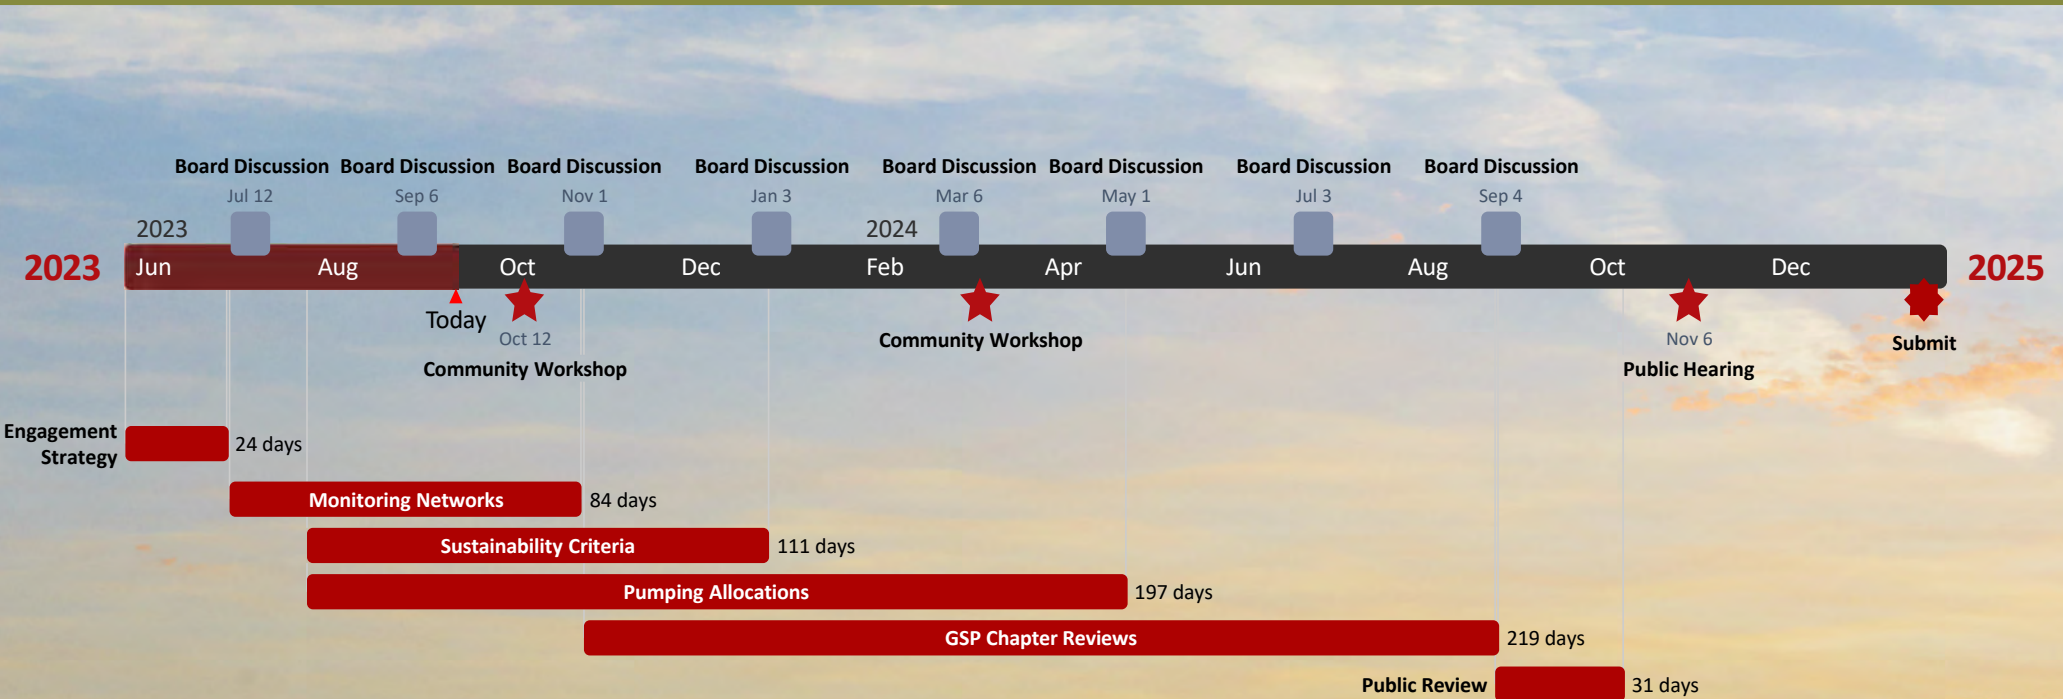 Board Discussion Board Discussion Board Discussion Board Discussion Board Discussion Board Discussion Board Discussion Board Discussion
Jul 12 Sep 6 Nov 1 Jan 3 Mar 6 May 1 Jul 3 Sep 4
2023 2024
2023 Jun Aug Oct Dec Feb Apr Jun Aug Oct Dec 2025
Today
Oct 12
Community Workshop
Community Workshop
Nov 6
Public Hearing
Submit
Engagement
Strategy
24 days
Monitoring Networks 84 days
Sustainability Criteria 111 days
Pumping Allocations 197 days
GSP Chapter Reviews 219 days
Public Review 31 days